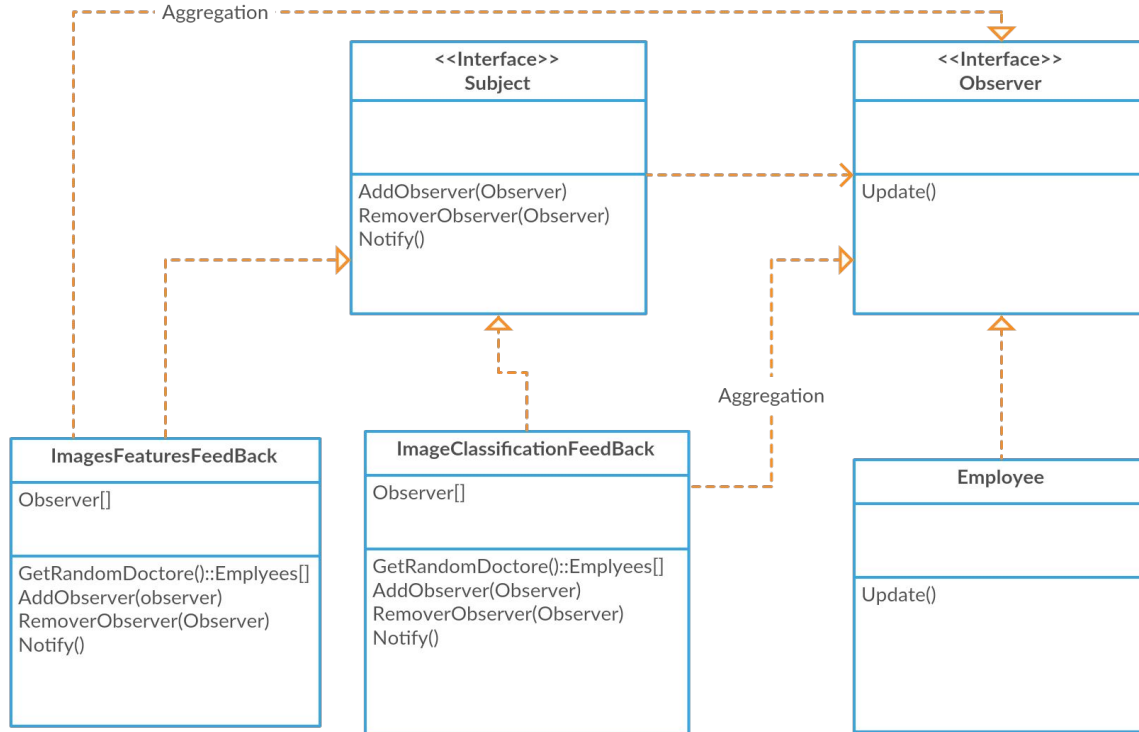 Aggregation
<<Interface>>
Subject
AddObserver(Observer)
RemoverObserver(Observer)
Notify()
<<Interface>>
Observer
Update()
Aggregation
ImagesFeaturesFeedBack
Observer[]
GetRandomDoctore()::Emplyees[]
AddObserver(observer)
RemoverObserver(Observer)
Notify()
ImageClassificationFeedBack
Observer[]
GetRandomDoctore()::Emplyees[]
AddObserver(Observer)
RemoverObserver(Observer)
Notify()
Employee
Update()